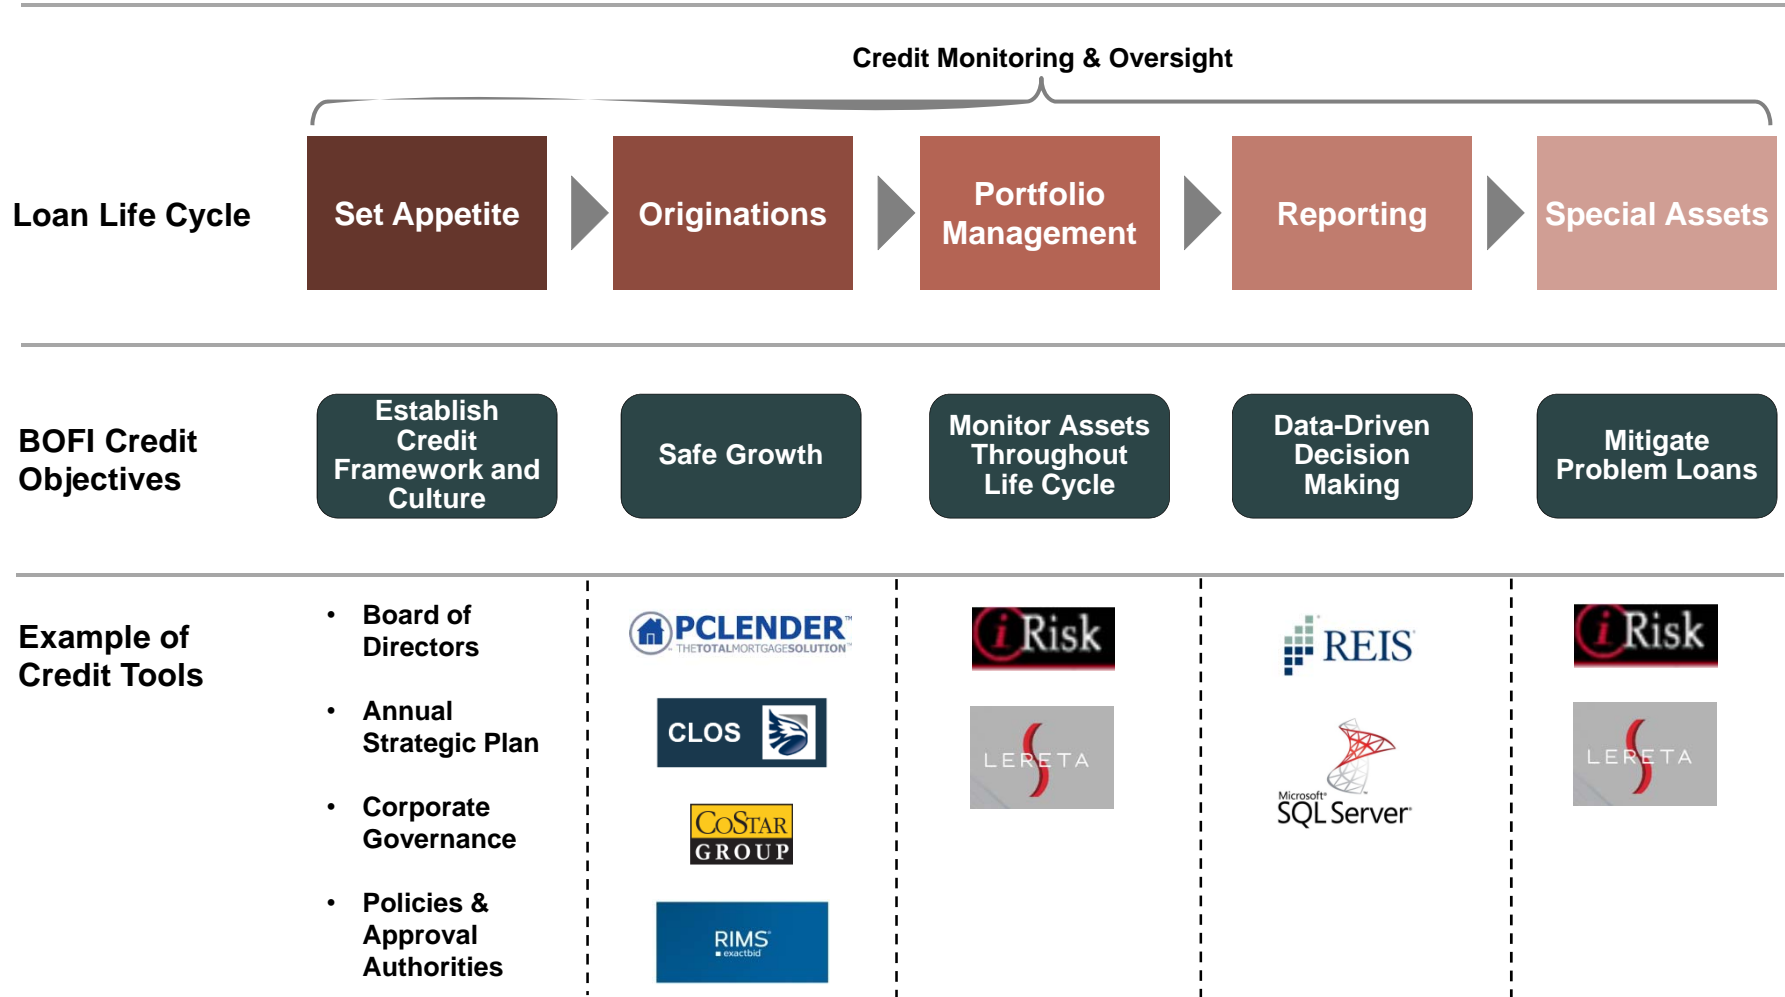 Credit Monitoring & Oversight
Loan Life Cycle
Set Appetite
Originations
Portfolio
Management
Reporting
Special Assets
BOFI Credit
Objectives
Establish
Credit
Framework and
Culture
Safe Growth
Monitor Assets
Throughout
Life Cycle
Data-Driven
Decision
Making
Mitigate
Problem Loans
Example of
Credit Tools
• Board of
Directors
• Annual
Strategic Plan
• Corporate
Governance
• Policies &
Approval
Authorities
PCLENDER™
THETOTALMORTGAGESOLUTION™
CLOS
COSTAR
GROUP
RIMS
exactbid
iRisk
LERETA
REIS
Microsoft®
SQL Server®
iRisk
LERETA